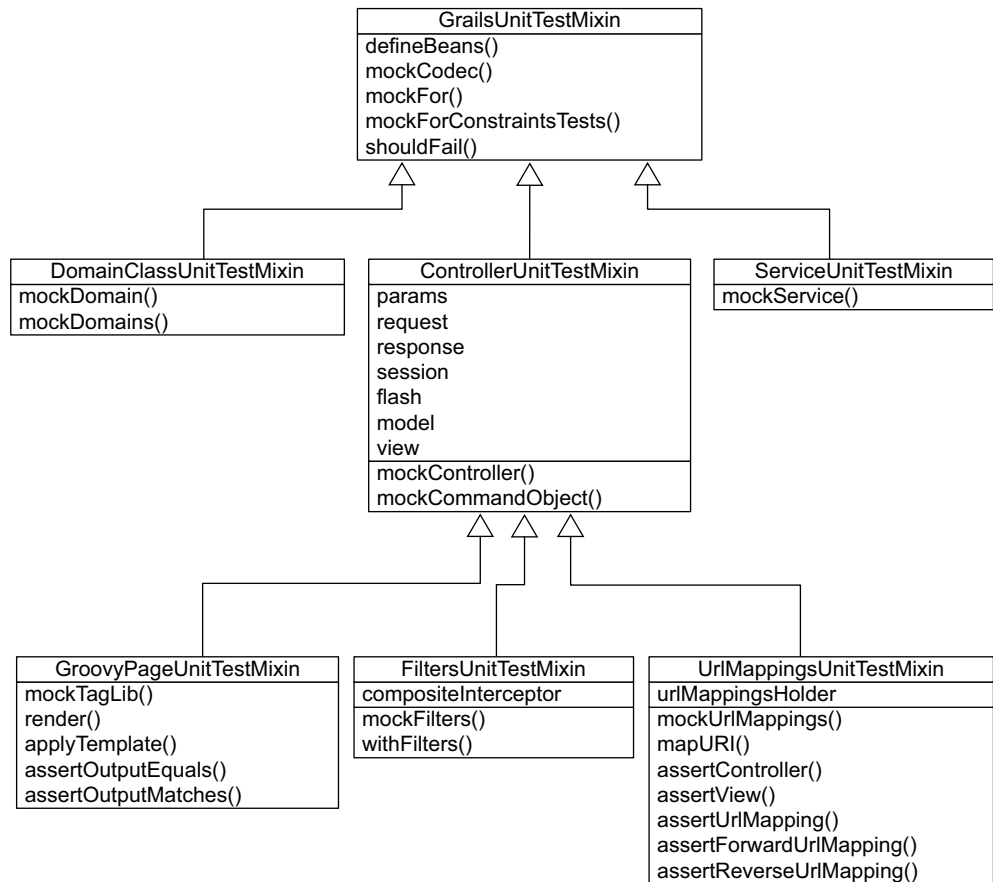 GrailsUnitTestMixin
defineBeans()
mockCodec()
mockFor()
mockForConstraintsTests()
shouldFail()
DomainClassUnitTestMixin
mockDomain()
mockDomains()
ControllerUnitTestMixin
params
request
response
session
flash
model
view
mockController()
mockCommandObject()
ServiceUnitTestMixin
mockService()
GroovyPageUnitTestMixin
mockTagLib()
render()
applyTemplate()
assertOutputEquals()
assertOutputMatches()
FiltersUnitTestMixin
compositeInterceptor
mockFilters()
withFilters()
UrlMappingsUnitTestMixin
urlMappingsHolder
mockUrlMappings()
mapURI()
assertController()
assertView()
assertUrlMapping()
assertForwardUrlMapping()
assertReverseUrlMapping()